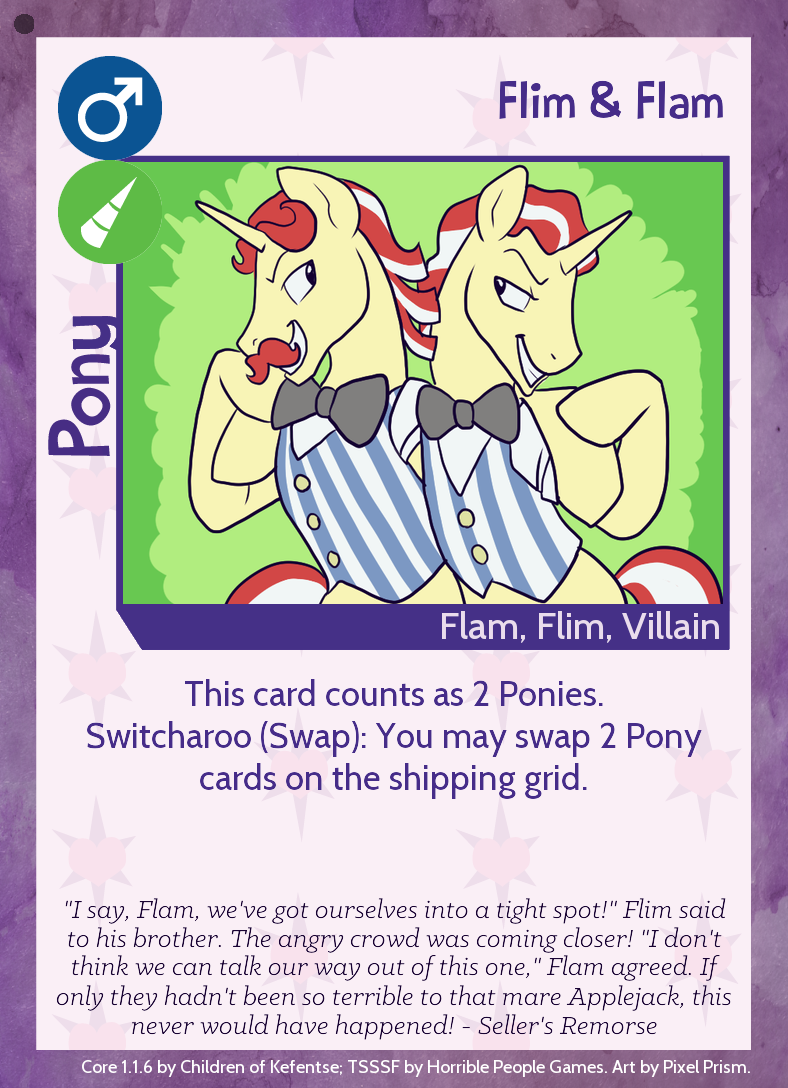 Flim & Flam
Pony
Flam, Flim, Villain
This card counts as 2 Ponies.
Switcharoo (Swap): You may swap 2 Pony
cards on the shipping grid.
"I say, Flam, we've got ourselves into a tight spot!" Flim said
to his brother. The angry crowd was coming closer! "I don't
think we can talk our way out of this one," Flam agreed. If
only they hadn't been so terrible to that mare Applejack, this
never would have happened! - Seller's Remorse
Core 1.1.6 by Children of Kefentse; TSSSF by Horrible People Games. Art by Pixel Prism.